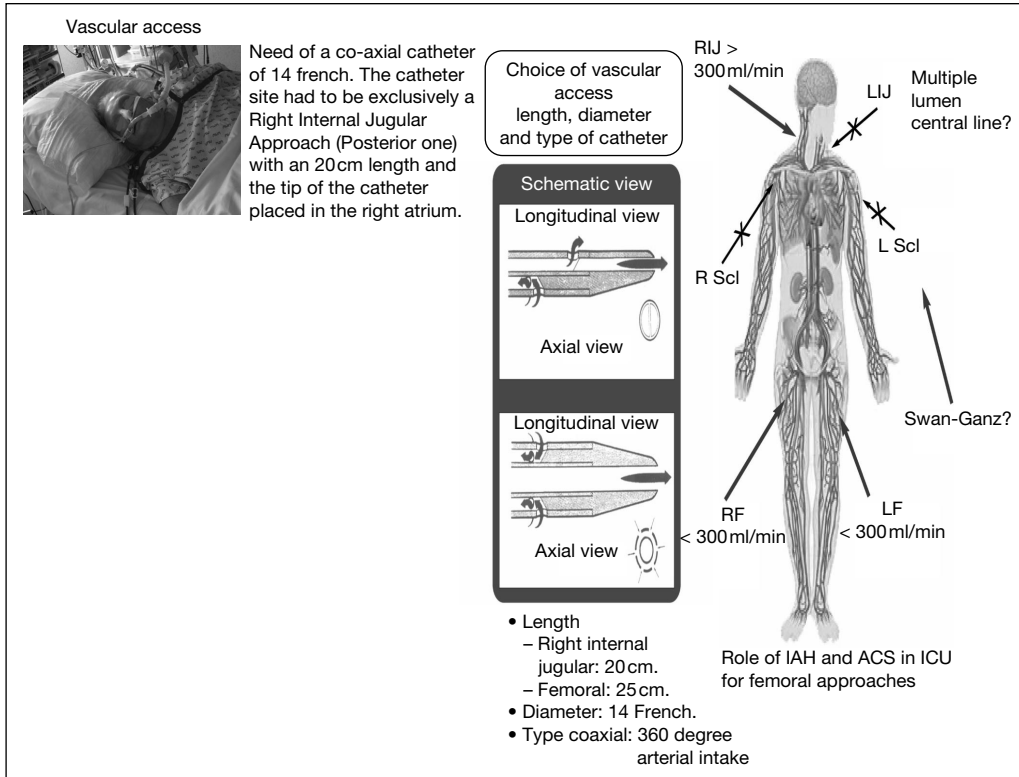 Vascular access
Need of a co-axial catheter
of 14 french. The catheter
site had to be exclusively a
Right Internal Jugular
Approach (Posterior one)
with an 20 cm length and
the tip of the catheter
placed in the right atrium.
Choice of vascular
access
length, diameter
and type of catheter
Schematic view
Longitudinal view
Axial view
Longitudinal view
Axial view
• Length
– Right internal
jugular: 20 cm.
– Femoral: 25 cm.
• Diameter: 14 French.
• Type coaxial: 360 degree
arterial intake
RIJ >
300 ml/min
LIJ
Multiple
lumen
central line?
R Scl
L Scl
Swan-Ganz?
RF
< 300 ml/min
LF
< 300 ml/min
Role of IAH and ACS in ICU
for femoral approaches